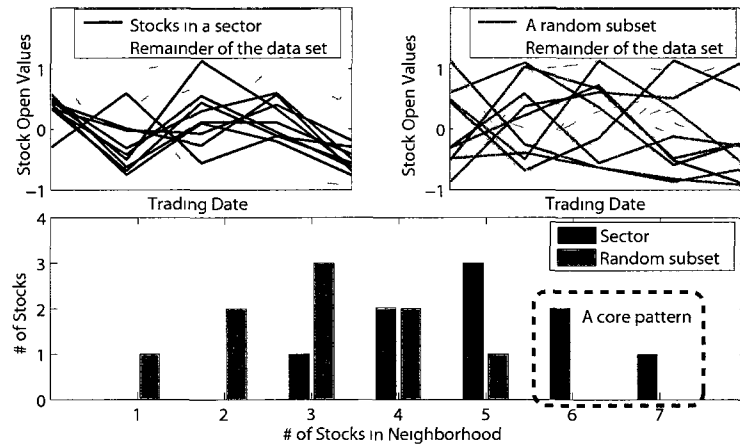 Stocks in a sector
Remainder of the data set
Stock Open Values
1
0
−1
Trading Date
A random subset
Remainder of the data set
Stock Open Values
1
0
−1
Trading Date
Sector
Random subset
A core pattern
# of Stocks
4
3
2
1
0
1 2 3 4 5 6 7
# of Stocks in Neighborhood